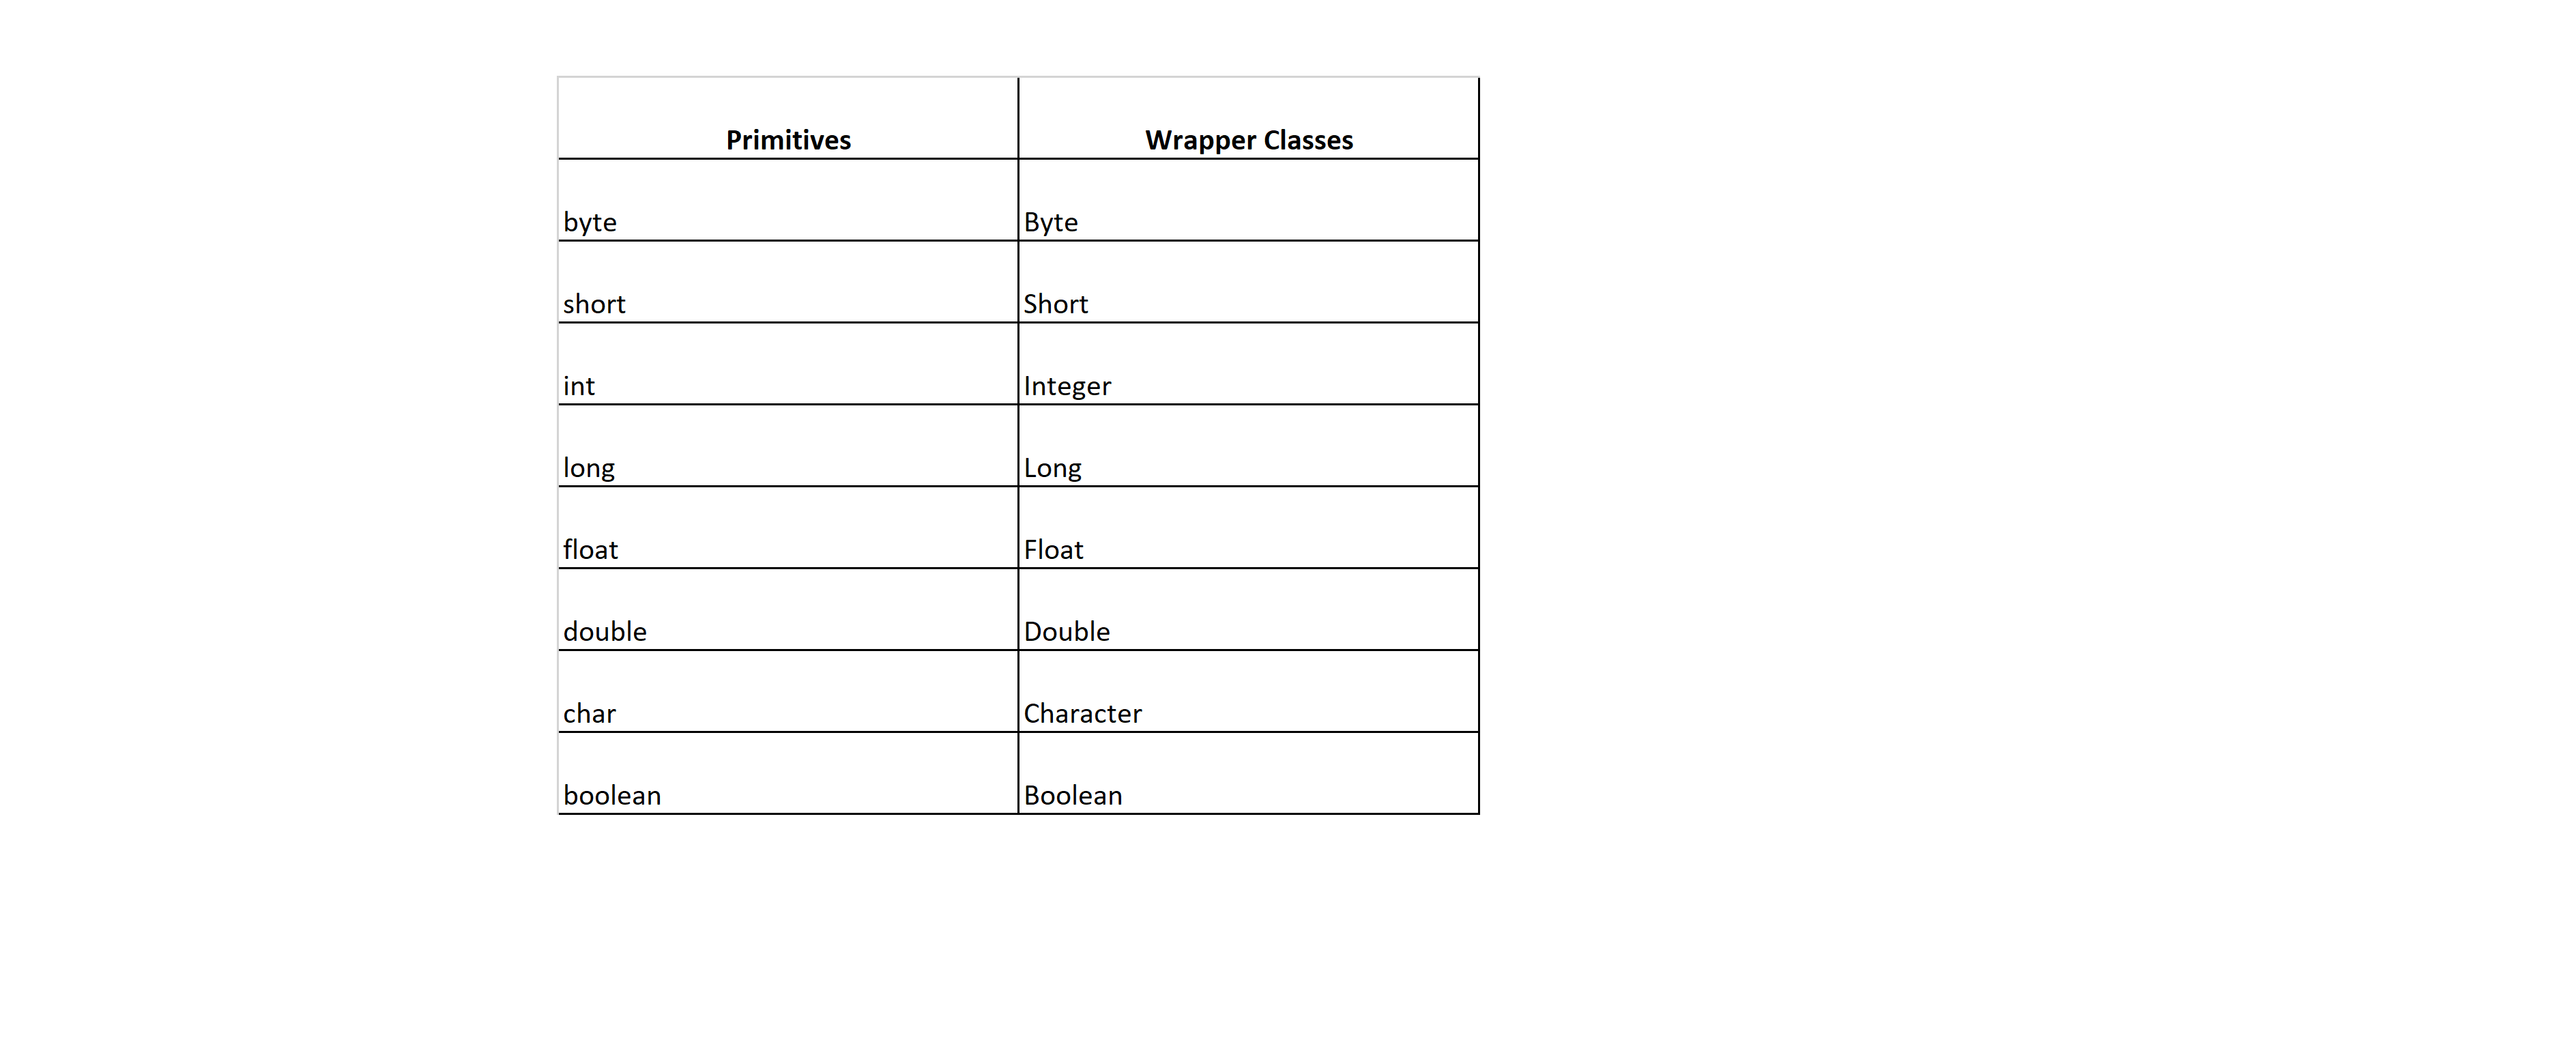 Primitives Wrapper Classes
byte Byte
short Short
int Integer
long Long
float Float
double Double
char Character
boolean Boolean